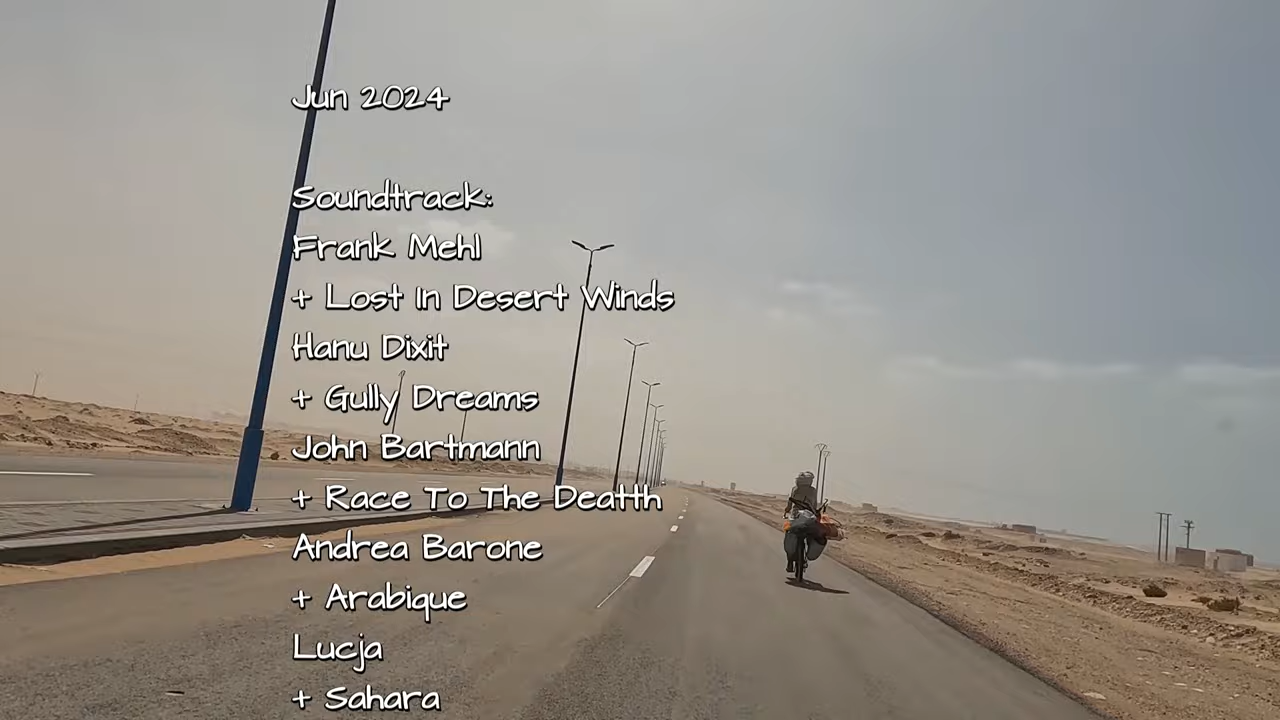 Jun 2024
Soundtrack:
Frank Mehl
+ Lost In Desert Winds
Hanu Dixit
+ Gully Dreams
John Bartmann
+ Race To The Deatth
Andrea Barone
+ Arabique
Lucja
+ Sahara